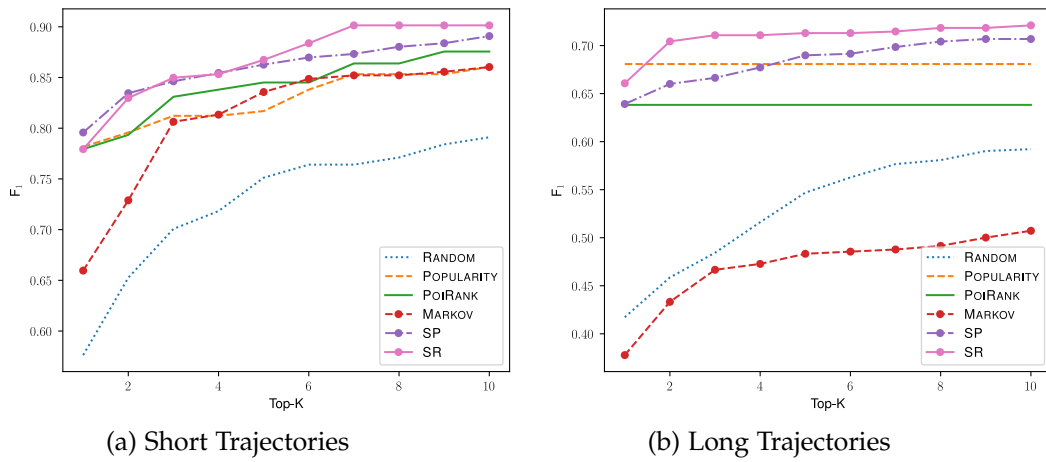 0.90
0.85
0.80
0.75
0.70
0.65
0.60
F1
2
4
6
8
10
Top-K
RANDOM
POPULARITY
POIRANK
MARKOV
SP
SR
(a) Short Trajectories
0.70
0.65
0.60
0.55
0.50
0.45
0.40
F1
2
4
6
8
10
Top-K
RANDOM
POPULARITY
POIRANK
MARKOV
SP
SR
(b) Long Trajectories